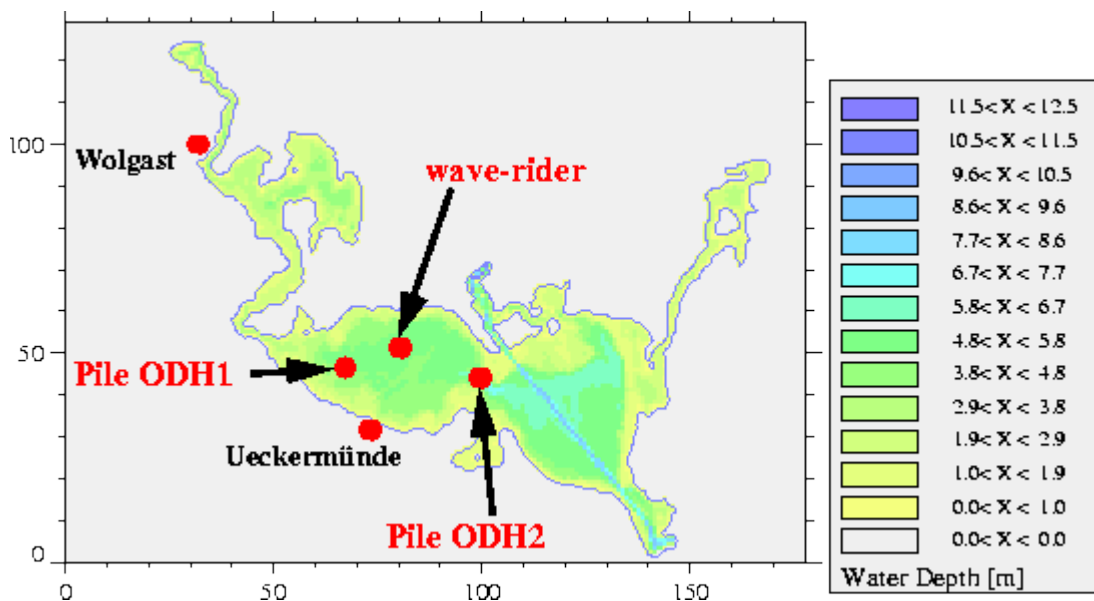 100
50
0
0
50
100
150
Wolgast
wave-rider
Pile ODH1
Ueckermünde
Pile ODH2
11.5< X < 12.5
10.5< X < 11.5
9.6< X < 10.5
8.6< X < 9.6
7.7< X < 8.6
6.7< X < 7.7
5.8< X < 6.7
4.8< X < 5.8
3.8< X < 4.8
2.9< X < 3.8
1.9< X < 2.9
1.0< X < 1.9
0.0< X < 1.0
0.0< X < 0.0
Water Depth [m]